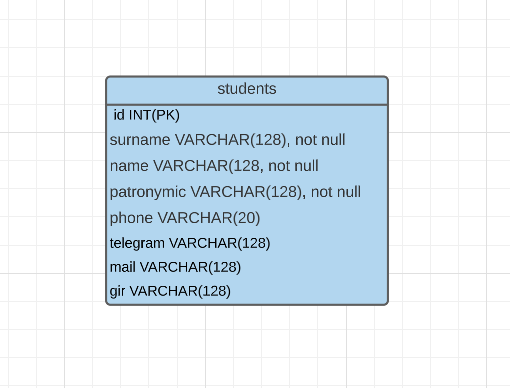 students
id INT(PK)
surname VARCHAR(128), not null
name VARCHAR(128, not null
patronymic VARCHAR(128), not null
phone VARCHAR(20)
telegram VARCHAR(128)
mail VARCHAR(128)
gir VARCHAR(128)